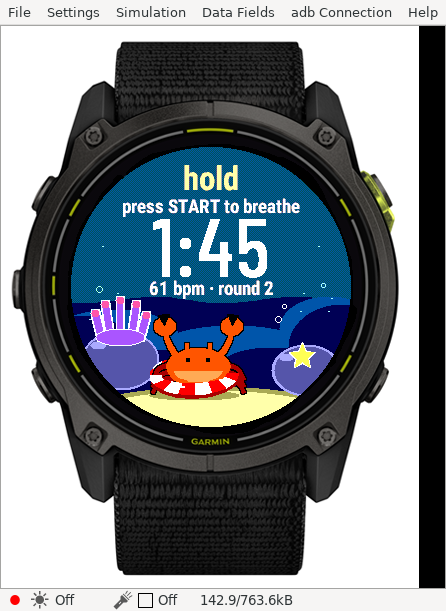 File Settings Simulation Data Fields adb Connection Help
hold
press START to breathe
1:45
61 bpm · round 2
GARMIN
Off Off 142.9/763.6kB